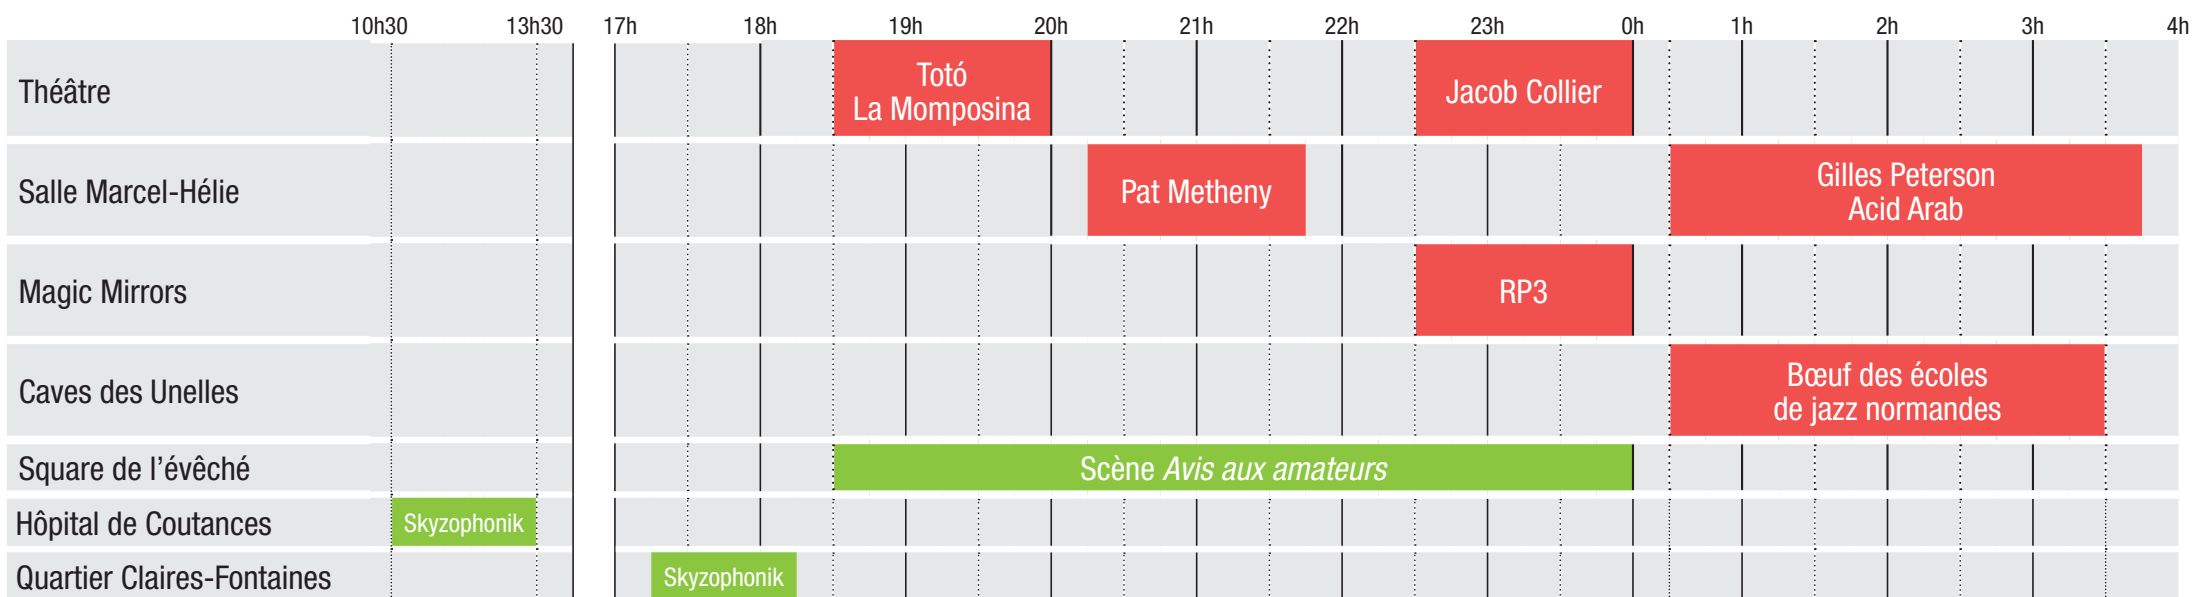 10h30 13h30 17h 18h 19h 20h 21h 22h 23h 0h 1h 2h 3h 4h
Théâtre
Totó
La Momposina
Jacob Collier
Salle Marcel-Hélie
Pat Metheny
Gilles Peterson
Acid Arab
Magic Mirrors
RP3
Caves des Unelles
Bœuf des écoles
de jazz normandes
Square de l'évêché
Scène Avis aux amateurs
Hôpital de Coutances
Skyzophonik
Quartier Claires-Fontaines
Skyzophonik